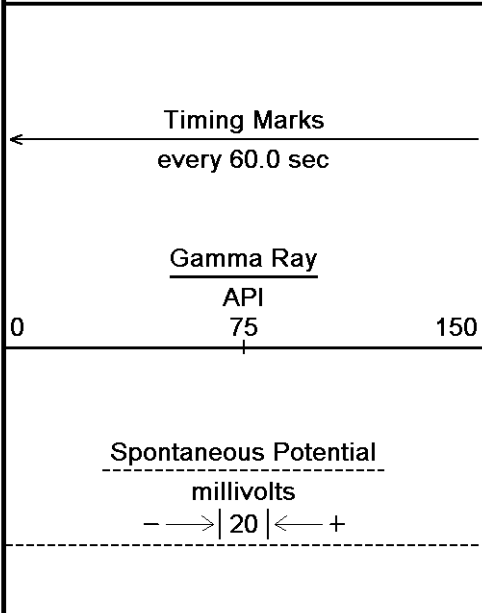 Timing Marks
every 60.0 sec
Gamma Ray
API
0 75 150
Spontaneous Potential
millivolts
− 20 +